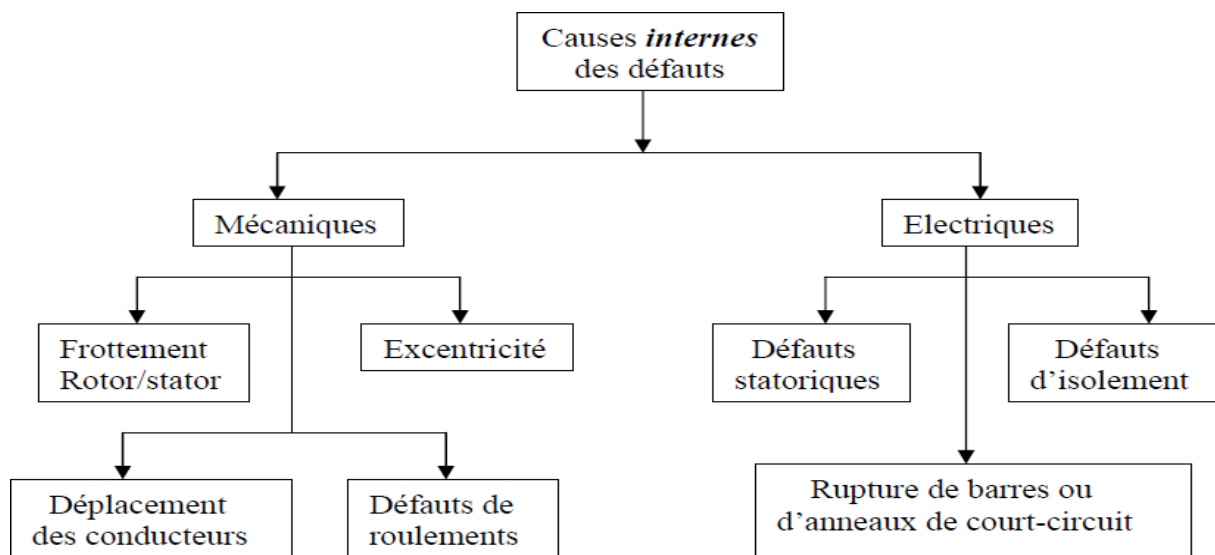 Causes internes
des défauts
Mécaniques
Electriques
Frottement
Rotor/stator
Excentricité
Défauts
statoriques
Défauts
d’isolement
Déplacement
des conducteurs
Défauts de
roulements
Rupture de barres ou
d’anneaux de court-circuit